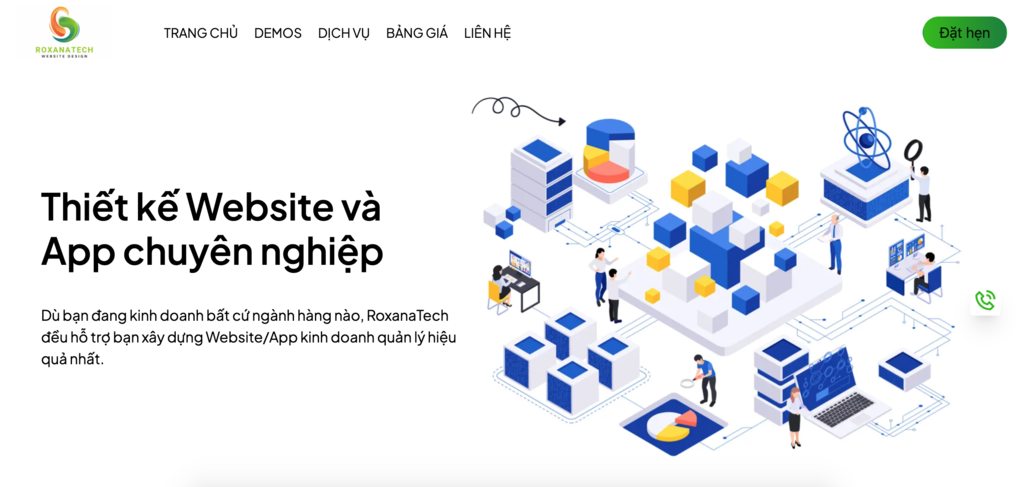 ROXANATECH
WEBSITE DESIGN
TRANG CHỦ DEMOS DỊCH VỤ BẢNG GIÁ LIÊN HỆ
Đặt hẹn
Thiết kế Website và
App chuyên nghiệp
Dù bạn đang kinh doanh bất cứ ngành hàng nào, RoxanaTech
đều hỗ trợ bạn xây dựng Website/App kinh doanh quản lý hiệu
quả nhất.